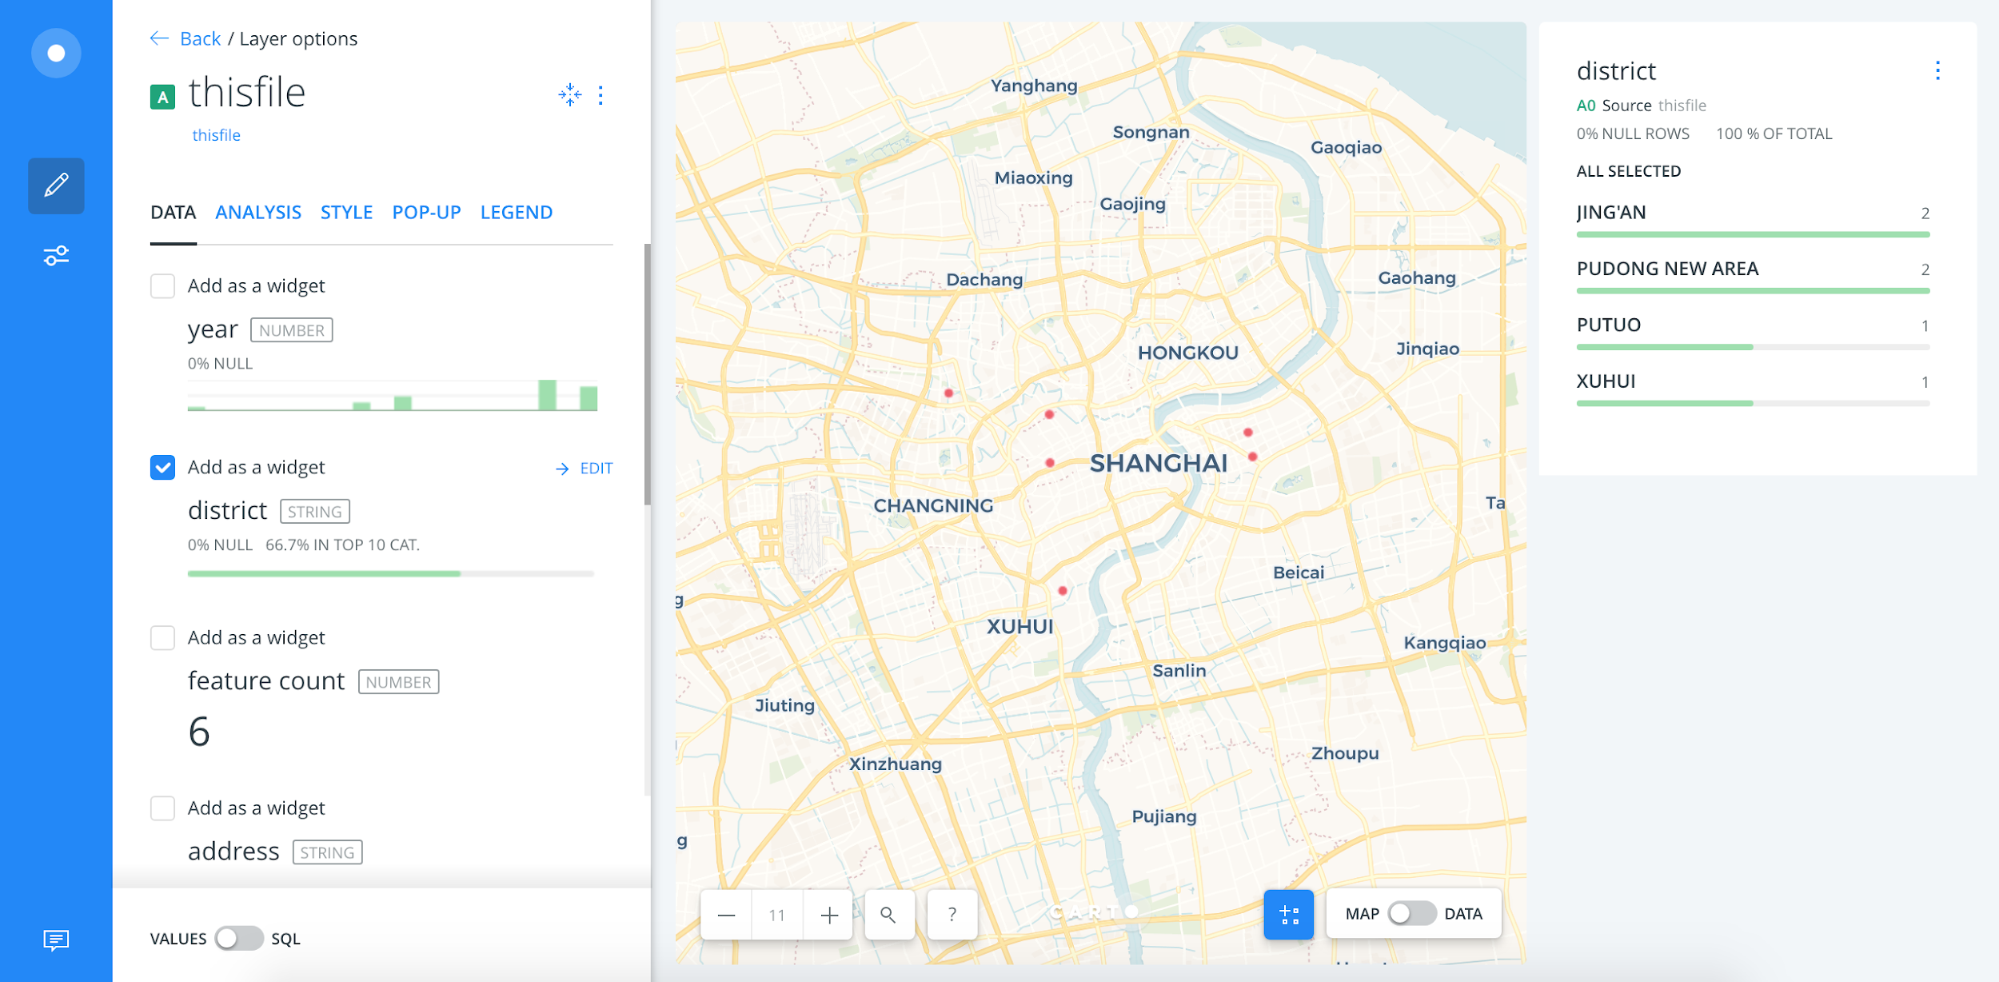 Back / Layer options
A thisfile
thisfile
DATA ANALYSIS STYLE POP-UP LEGEND
Add as a widget
year NUMBER
0% NULL
Add as a widget EDIT
district STRING
0% NULL 66.7% IN TOP 10 CAT.
Add as a widget
feature count NUMBER
6
Add as a widget
address STRING
VALUES SQL
Yanghang
Songnan
Gaoqiao
Miaoxing
Gaojing
Dachang
Gaohang
HONGKOU
Jinqiao
SHANGHAI
CHANGNING
Ta
Beicai
g
XUHUI
Kangqiao
Sanlin
Jiuting
Zhoupu
Xinzhuang
Pujiang
g
11
?
CARTO
MAP DATA
district
A0 Source thisfile
0% NULL ROWS 100 % OF TOTAL
ALL SELECTED
JING'AN 2
PUDONG NEW AREA 2
PUTUO 1
XUHUI 1